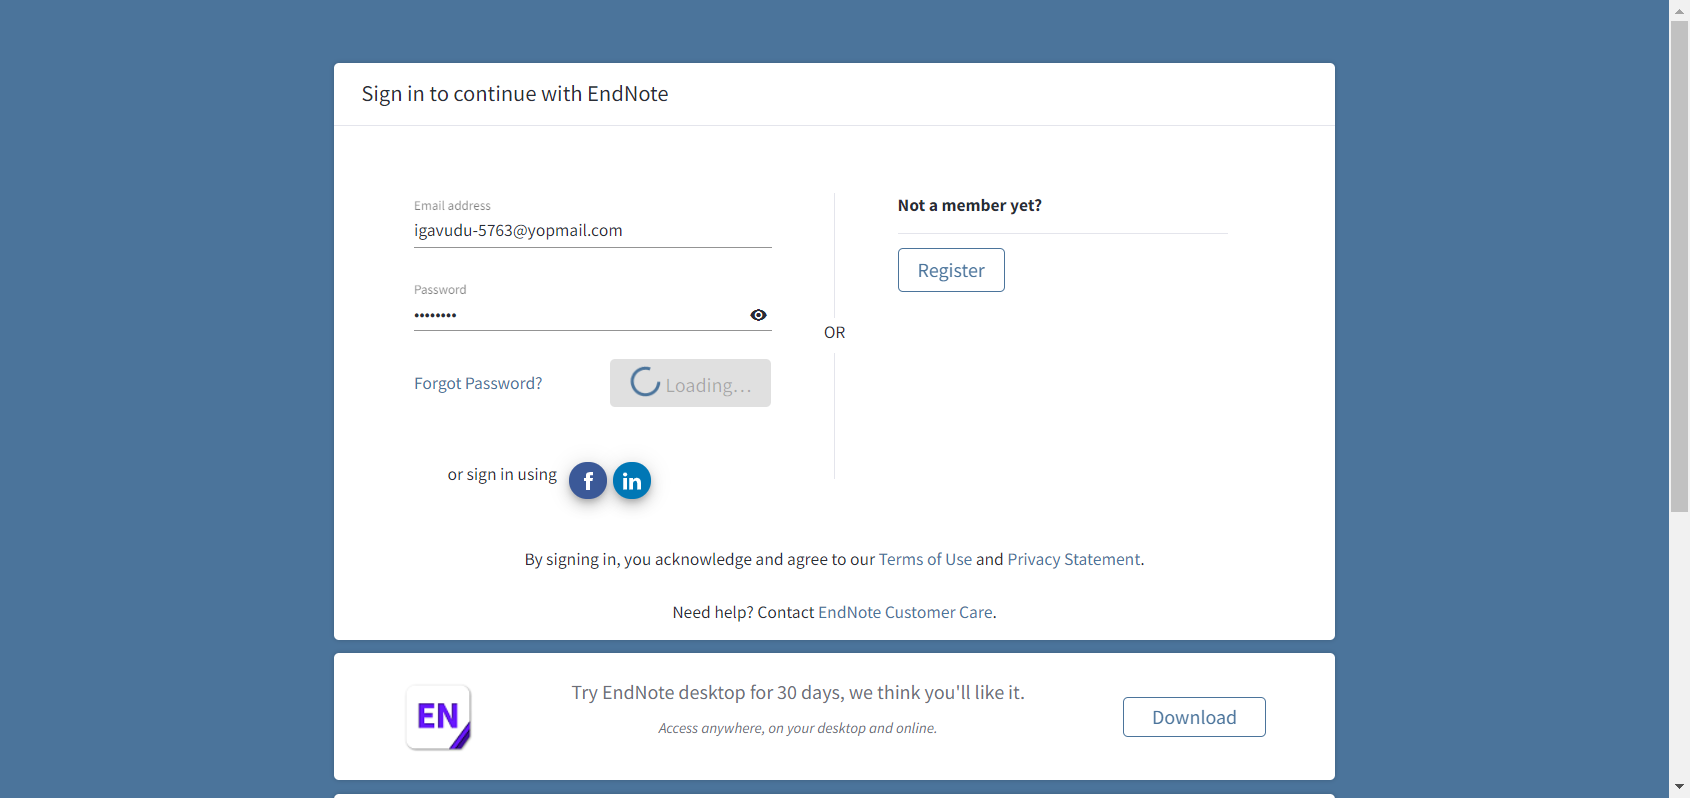 Sign in to continue with EndNote
Email address
igavudu-5763@yopmail.com
Password
••••••••
Forgot Password?
Loading...
or sign in using
f
in
OR
Not a member yet?
Register
By signing in, you acknowledge and agree to our Terms of Use and Privacy Statement.
Need help? Contact EndNote Customer Care.
EN
Try EndNote desktop for 30 days, we think you'll like it.
Access anywhere, on your desktop and online.
Download